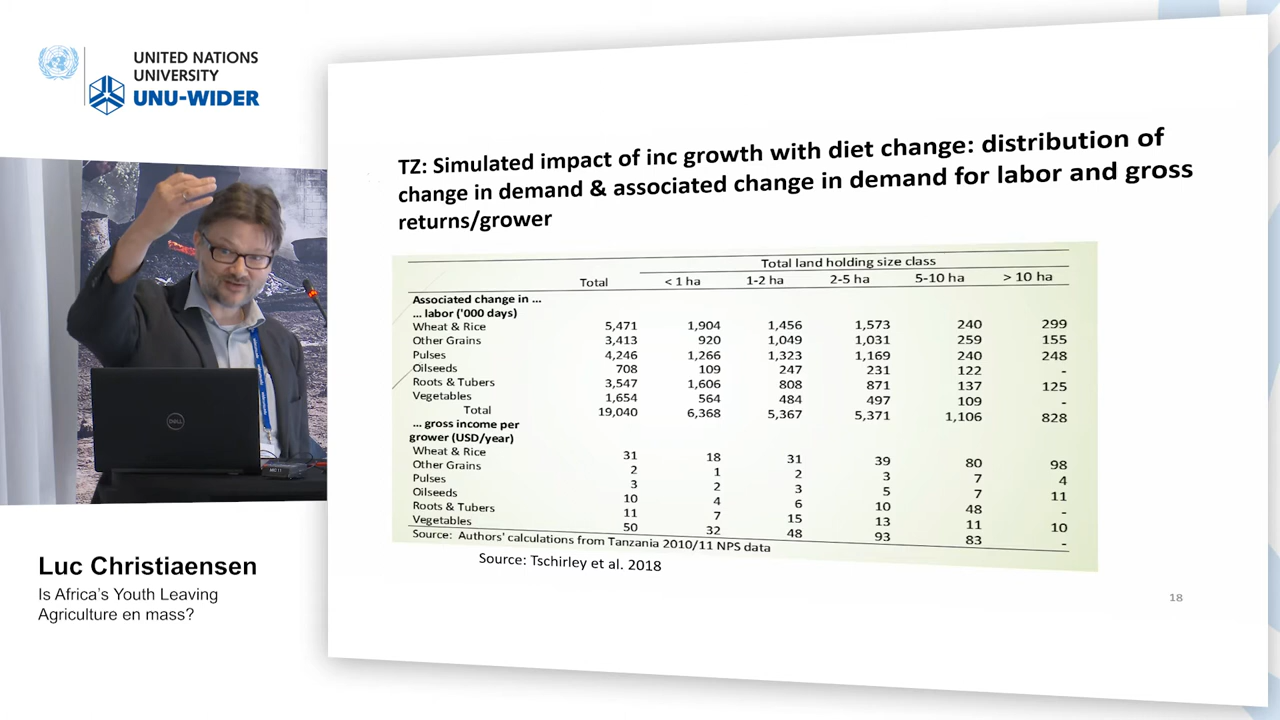 UNITED NATIONS
UNIVERSITY
UNU-WIDER
TZ: Simulated impact of inc growth with diet change: distribution of
change in demand & associated change in demand for labor and gross
returns/grower
Total land holding size class
Total < 1 ha 1-2 ha 2-5 ha 5-10 ha > 10 ha
Associated change in ...
... labor ('000 days)
Wheat & Rice 5,471 1,904 1,456 1,573 240 299
Other Grains 3,413 920 1,049 1,031 259 155
Pulses 4,246 1,266 1,323 1,169 240 248
Oilseeds 708 109 247 231 122 -
Roots & Tubers 3,547 1,606 808 871 137 125
Vegetables 1,654 564 484 497 109 -
Total 19,040 6,368 5,367 5,371 1,106 828
... gross income per
grower (USD/year)
Wheat & Rice 31 18 31 39 80 98
Other Grains 2 1 2 3 7 4
Pulses 3 2 3 5 7 11
Oilseeds 10 4 6 10 48 -
Roots & Tubers 11 7 15 13 11 10
Vegetables 50 32 48 93 83 -
Source: Authors' calculations from Tanzania 2010/11 NPS data
Source: Tschirley et al. 2018
18
DELL
Luc Christiaensen
Is Africa's Youth Leaving
Agriculture en mass?